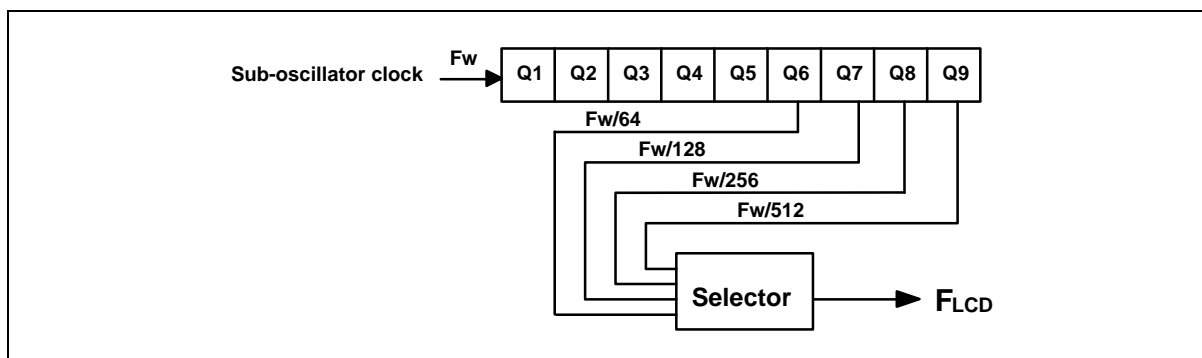 Fw
Sub-oscillator clock
Q1 Q2 Q3 Q4 Q5 Q6 Q7 Q8 Q9
Fw/64
Fw/128
Fw/256
Fw/512
Selector
FLCD